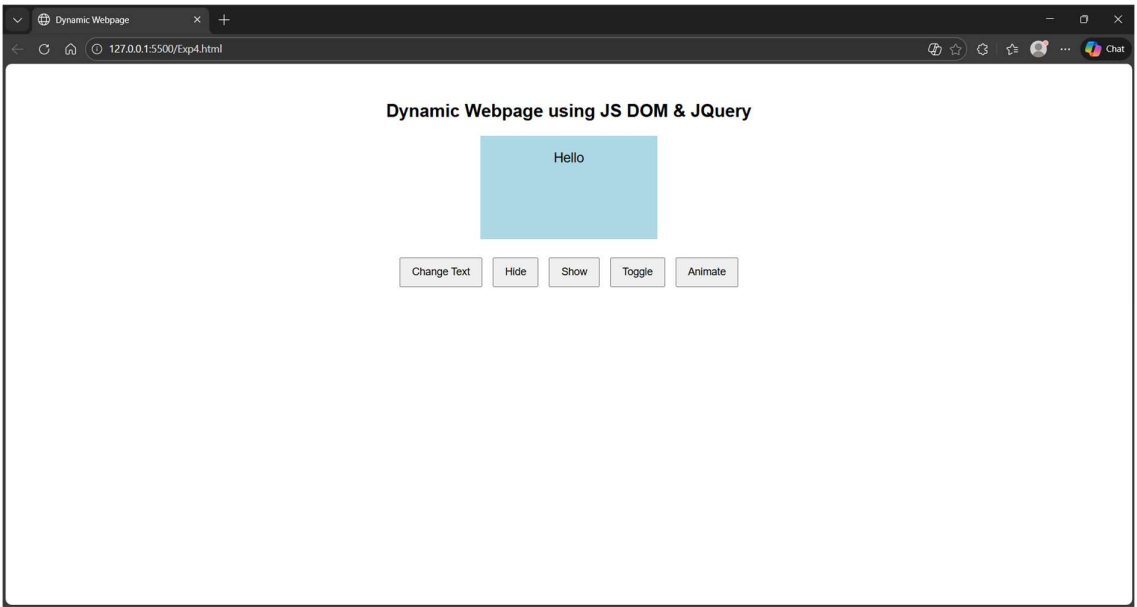 Dynamic Webpage
127.0.0.1:5500/Exp4.html
Chat
Dynamic Webpage using JS DOM & JQuery
Hello
Change Text Hide Show Toggle Animate